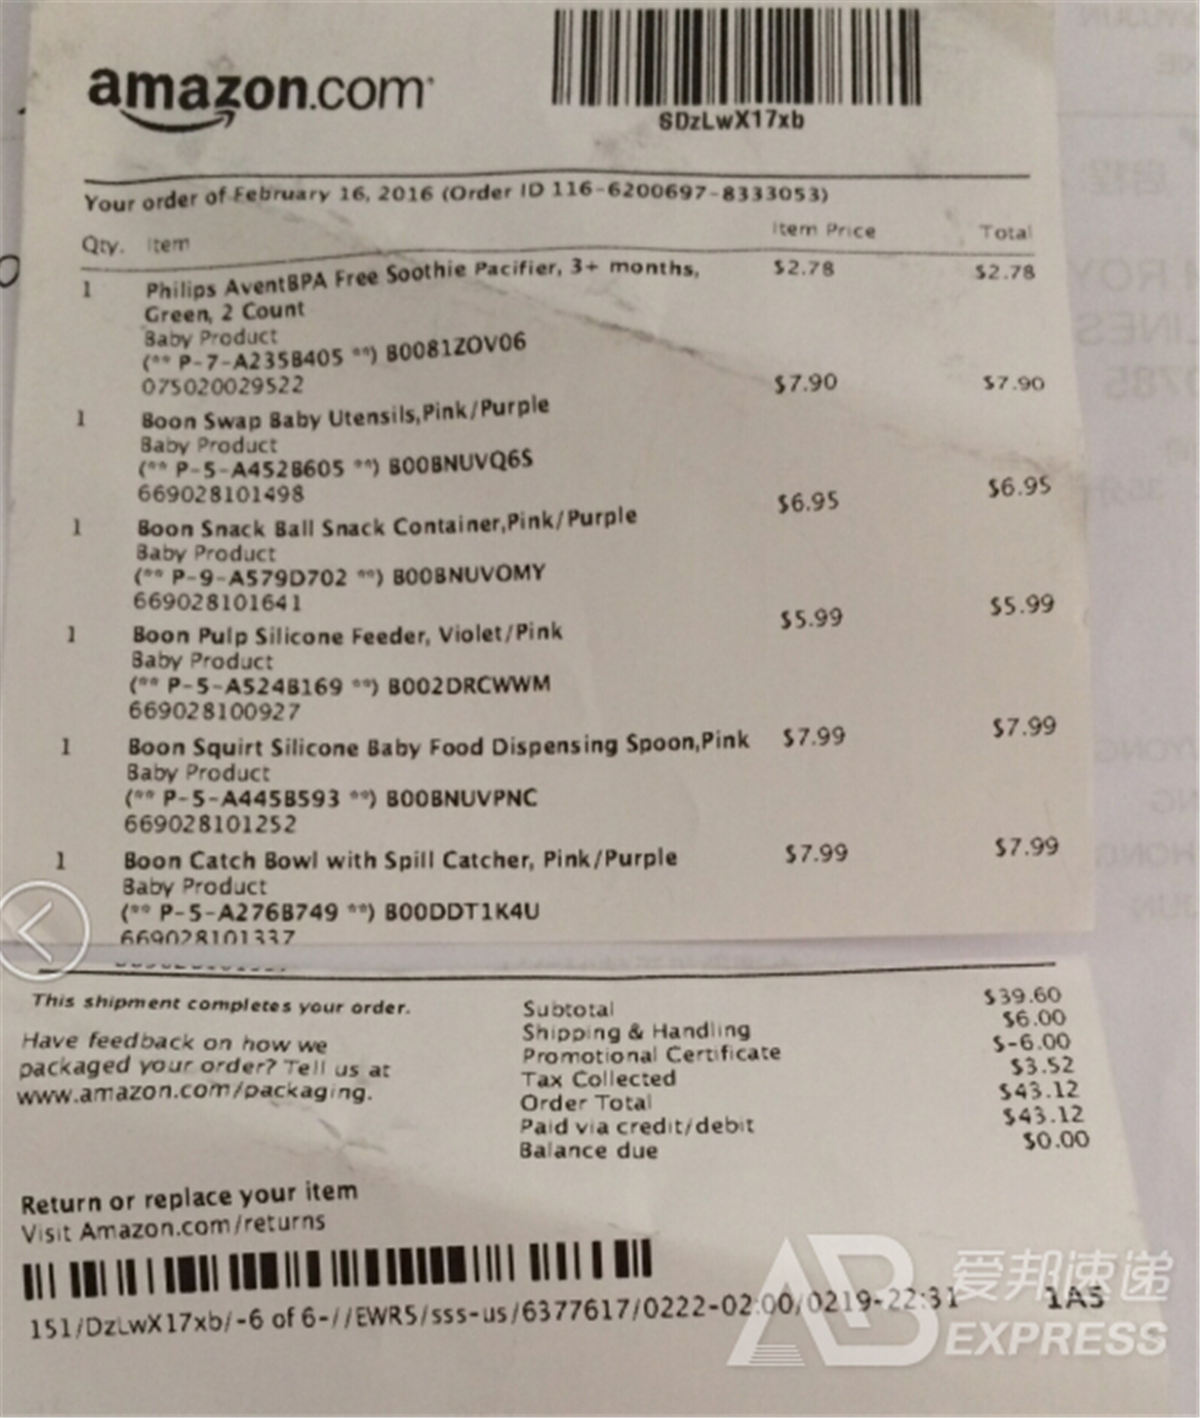 amazon.com
SDzLwX17xb
Your order of February 16, 2016 (Order ID 116-6200697-8333053)
Qty. Item Item Price Total
1 Philips AventBPA Free Soothie Pacifier, 3+ months, $2.78 $2.78
Green, 2 Count
Baby Product
(** P-7-A235B405 **) B0081ZOV06
075020029522
1 Boon Swap Baby Utensils,Pink/Purple $7.90 $7.90
Baby Product
(** P-5-A452B605 **) B00BNUVQ6S
669028101498
1 Boon Snack Ball Snack Container,Pink/Purple $6.95 $6.95
Baby Product
(** P-9-A579D702 **) B00BNUVOMY
669028101641
1 Boon Pulp Silicone Feeder, Violet/Pink $5.99 $5.99
Baby Product
(** P-5-A524B169 **) B002DRCWWM
669028100927
1 Boon Squirt Silicone Baby Food Dispensing Spoon,Pink $7.99 $7.99
Baby Product
(** P-5-A445B593 **) B00BNUVPNC
669028101252
1 Boon Catch Bowl with Spill Catcher, Pink/Purple $7.99 $7.99
Baby Product
(** P-5-A276B749 **) B00DDT1K4U
669028101337
This shipment completes your order.
Have feedback on how we
packaged your order? Tell us at
www.amazon.com/packaging.
Subtotal $39.60
Shipping & Handling $6.00
Promotional Certificate $-6.00
Tax Collected $3.52
Order Total $43.12
Paid via credit/debit $43.12
Balance due $0.00
Return or replace your item
Visit Amazon.com/returns
151/DzLwX17xb/-6 of 6-//EWR5/sss-us/6377617/0222-02:00/0219-22:31 1A5
AB 爱邦速递
EXPRESS